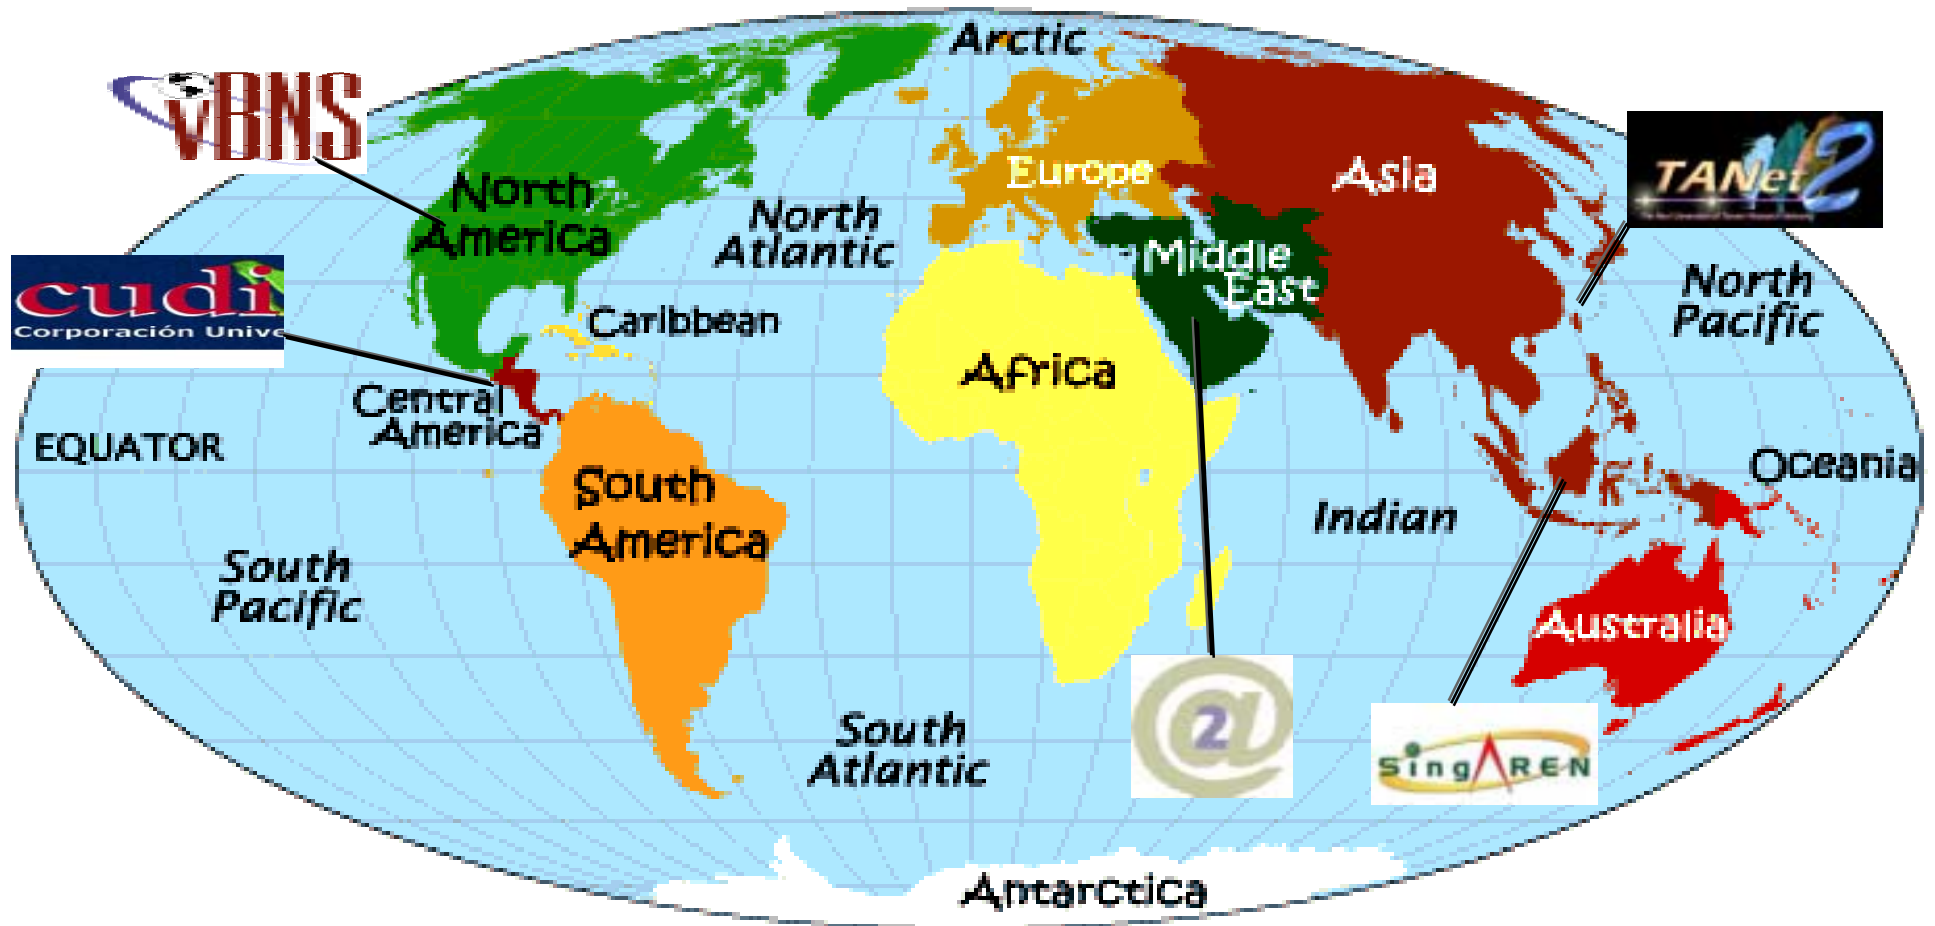 Arctic
vBNS
TANet2
North
America
Europe
Asia
North
Atlantic
Middle
East
cudi
Corporación Unive
North
Pacific
Caribbean
Africa
Central
America
EQUATOR
Oceania
South
America
Indian
South
Pacific
Australia
@2
South
Atlantic
SingAREN
Antarctica